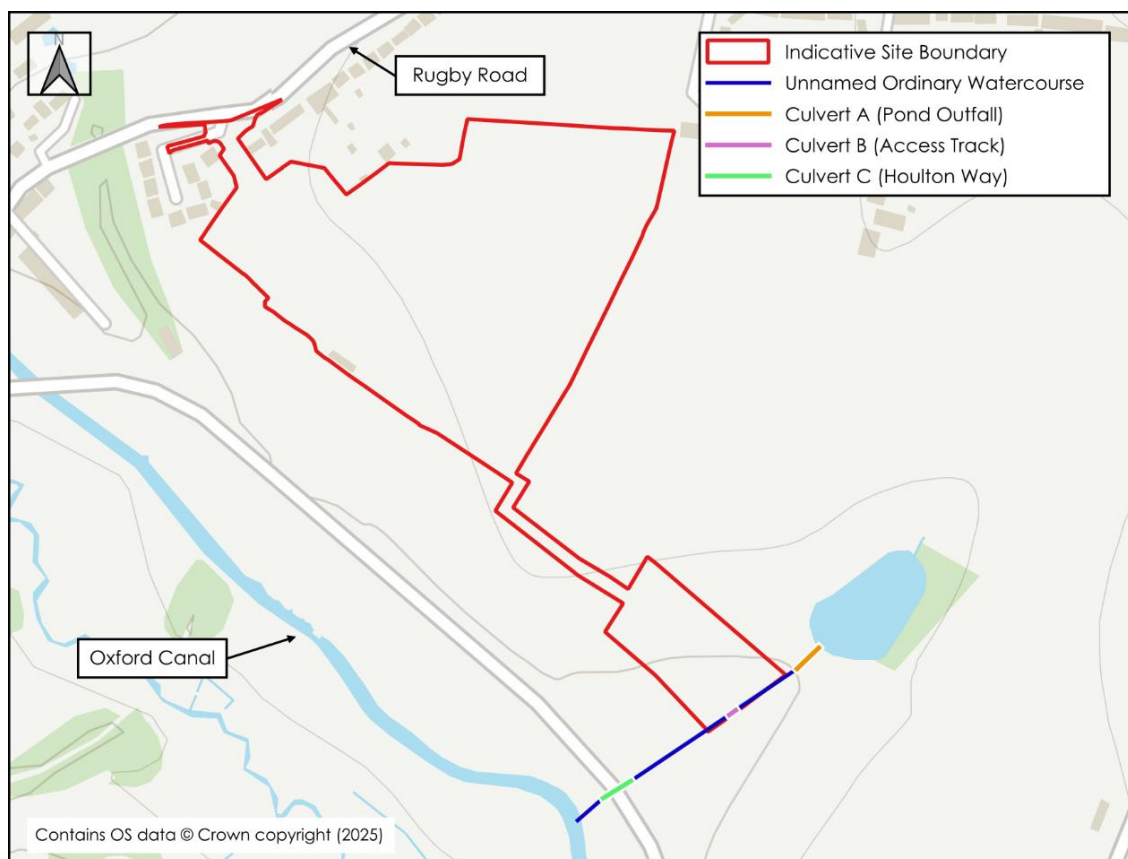 N
Rugby Road
Indicative Site Boundary
Unnamed Ordinary Watercourse
Culvert A (Pond Outfall)
Culvert B (Access Track)
Culvert C (Houlton Way)
Oxford Canal
Contains OS data © Crown copyright (2025)